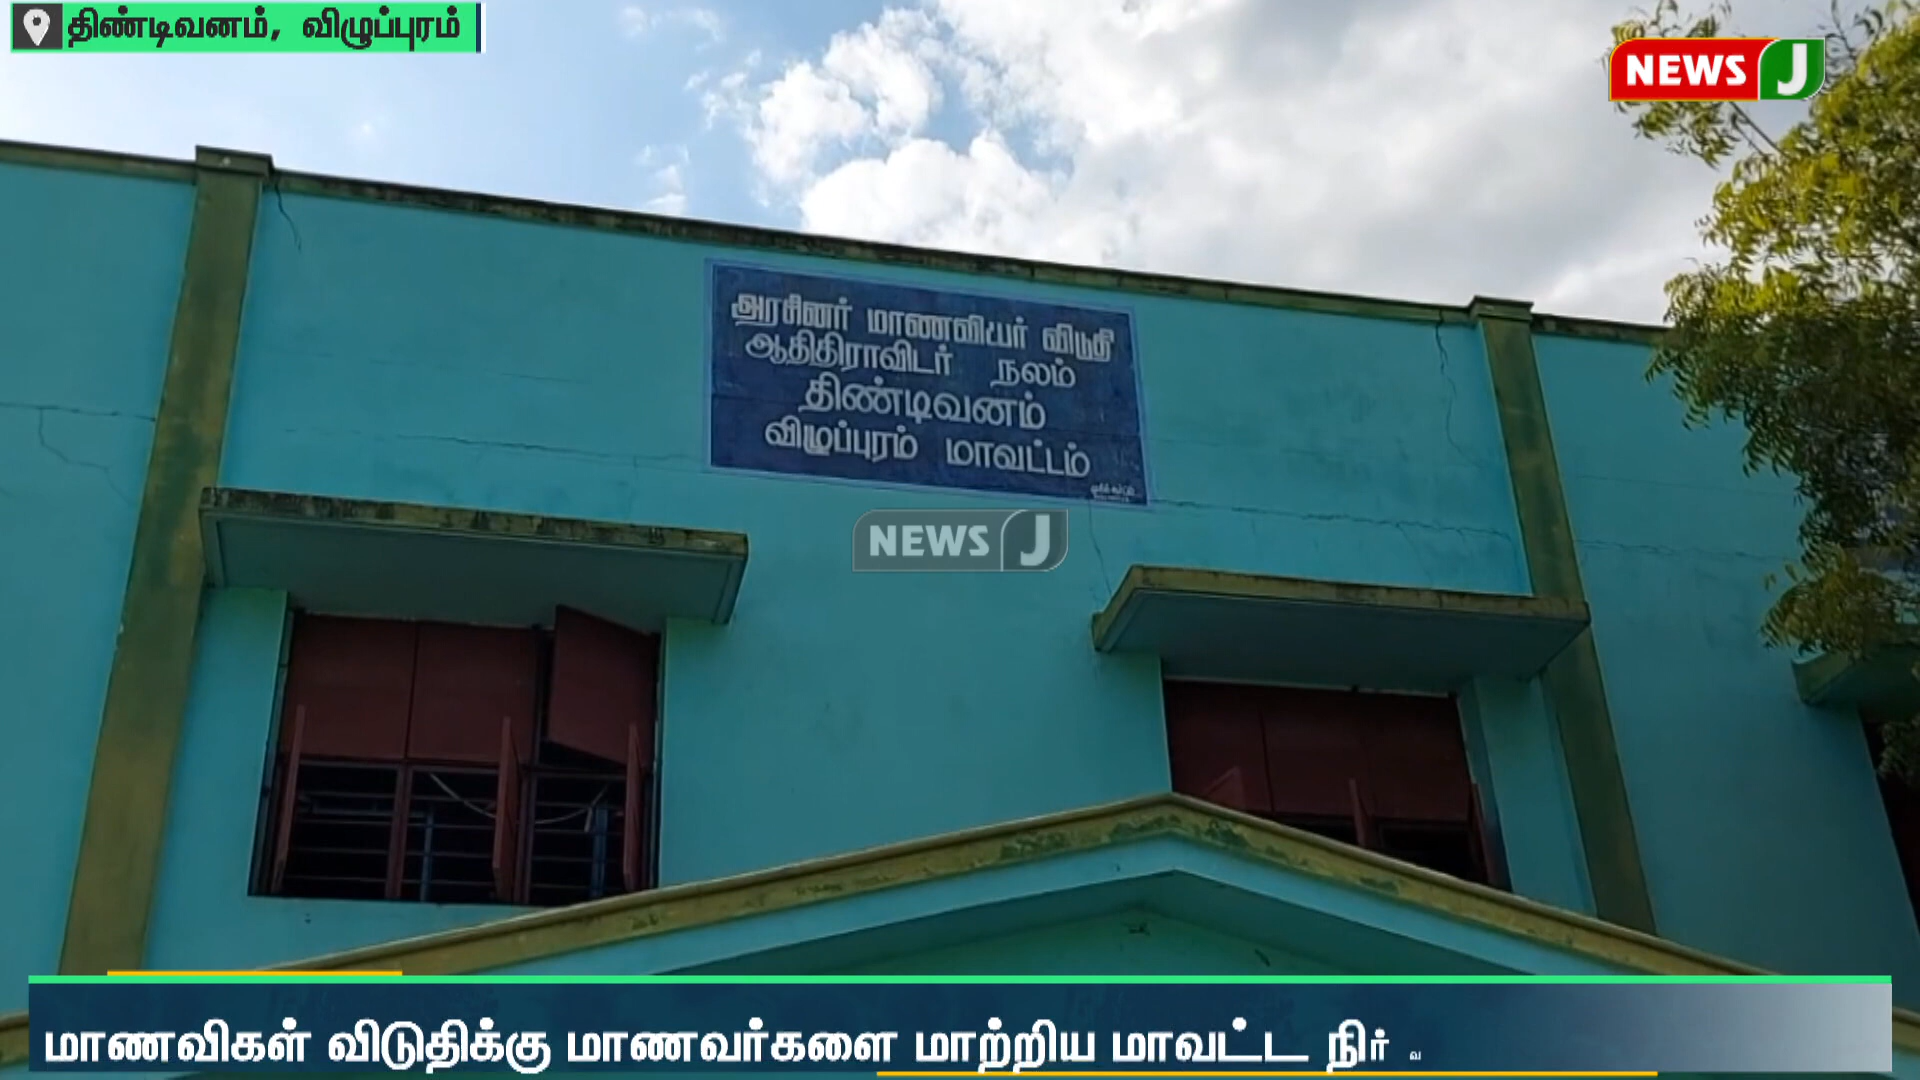 திண்டிவனம், விழுப்புரம்
NEWS J
அரசினர் மாணவியர் விடுதி
ஆதிதிராவிடர் நலம்
திண்டிவனம்
விழுப்புரம் மாவட்டம்
NEWS J
மாணவிகள் விடுதிக்கு மாணவர்களை மாற்றிய மாவட்ட